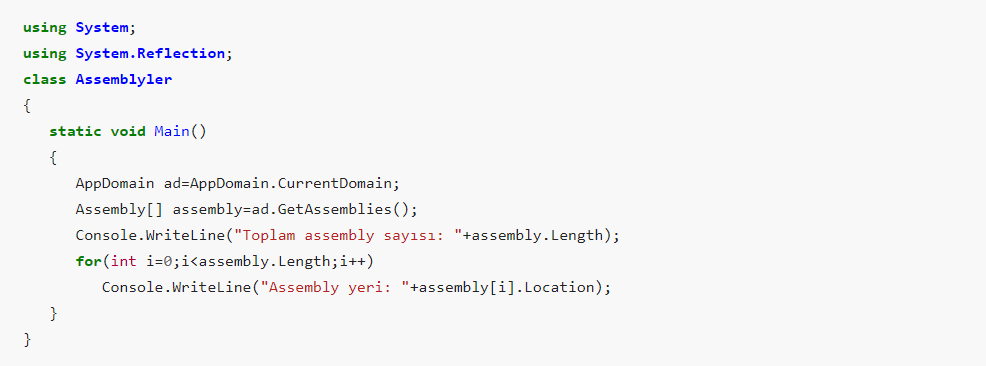 using System;
using System.Reflection;
class Assemblyler
{
   static void Main()
   {
      AppDomain ad=AppDomain.CurrentDomain;
      Assembly[] assembly=ad.GetAssemblies();
      Console.WriteLine("Toplam assembly sayısı: "+assembly.Length);
      for(int i=0;i<assembly.Length;i++)
         Console.WriteLine("Assembly yeri: "+assembly[i].Location);
   }
}